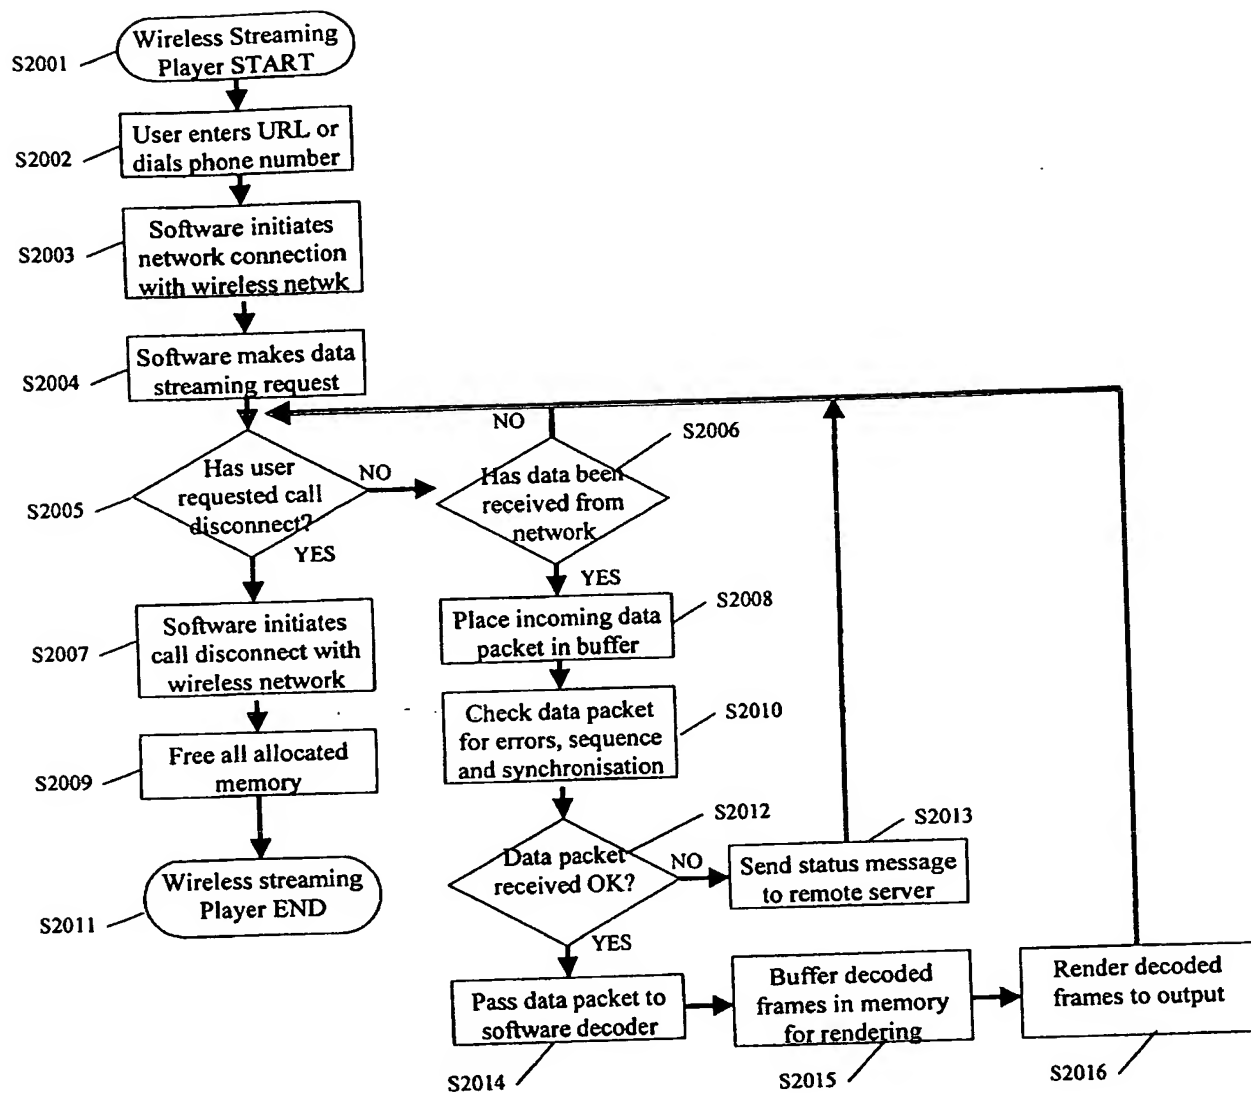 Wireless Streaming
Player START
S2001
User enters URL or
dials phone number
S2002
Software initiates
network connection
with wireless netwk
S2003
Software makes data
streaming request
S2004
Has user
requested call
disconnect?
S2005
NO
YES
NO
S2006
Has data been
received from
network
YES
Software initiates
call disconnect with
wireless network
S2007
Place incoming data
packet in buffer
S2008
Free all allocated
memory
S2009
Check data packet
for errors, sequence
and synchronisation
S2010
Wireless streaming
Player END
S2011
Data packet
received OK?
S2012
NO
YES
Send status message
to remote server
S2013
Pass data packet to
software decoder
S2014
Buffer decoded
frames in memory
for rendering
S2015
Render decoded
frames to output
S2016